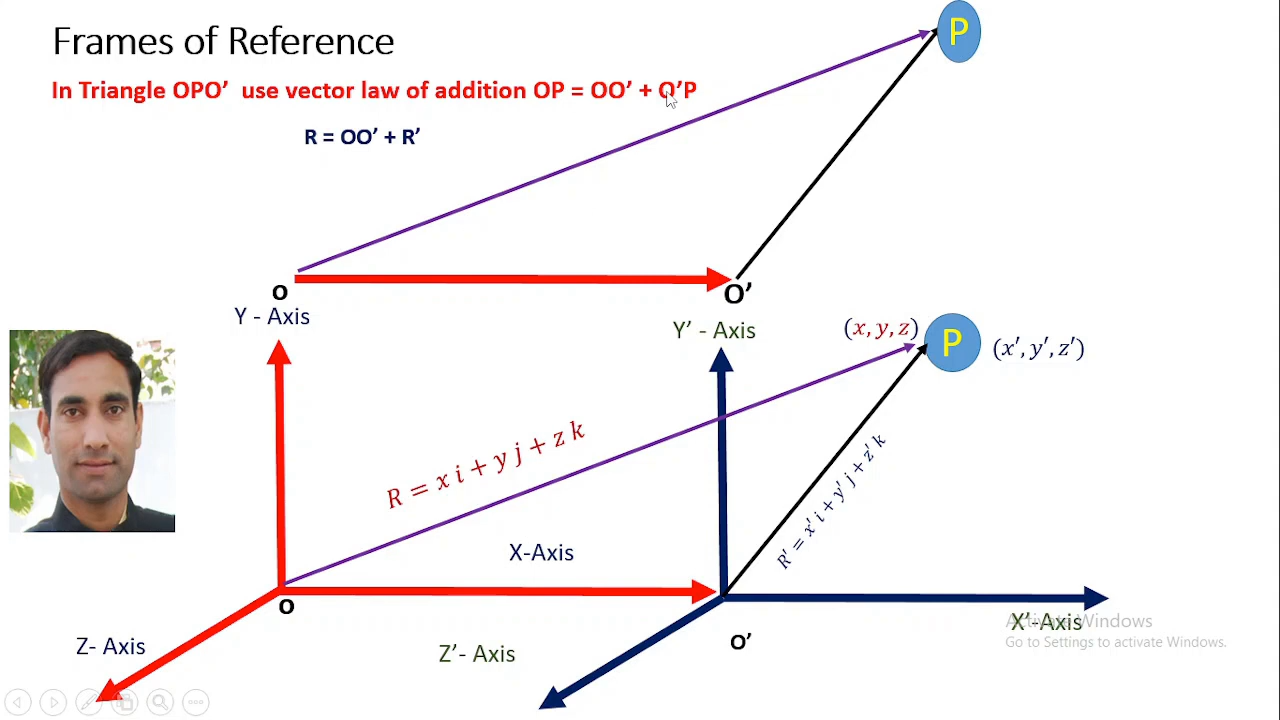 Frames of Reference
In Triangle OPO’ use vector law of addition OP = OO’ + O’P
R = OO’ + R’
P
O
O’
Y - Axis
Y’ - Axis
(x, y, z)
P
(x′, y′, z′)
R = x i + y j + z k
R′ = x′ i + y′ j + z′ k
X-Axis
O
X’-Axis
Z- Axis
Z’- Axis
O’
Activate Windows
Go to Settings to activate Windows.